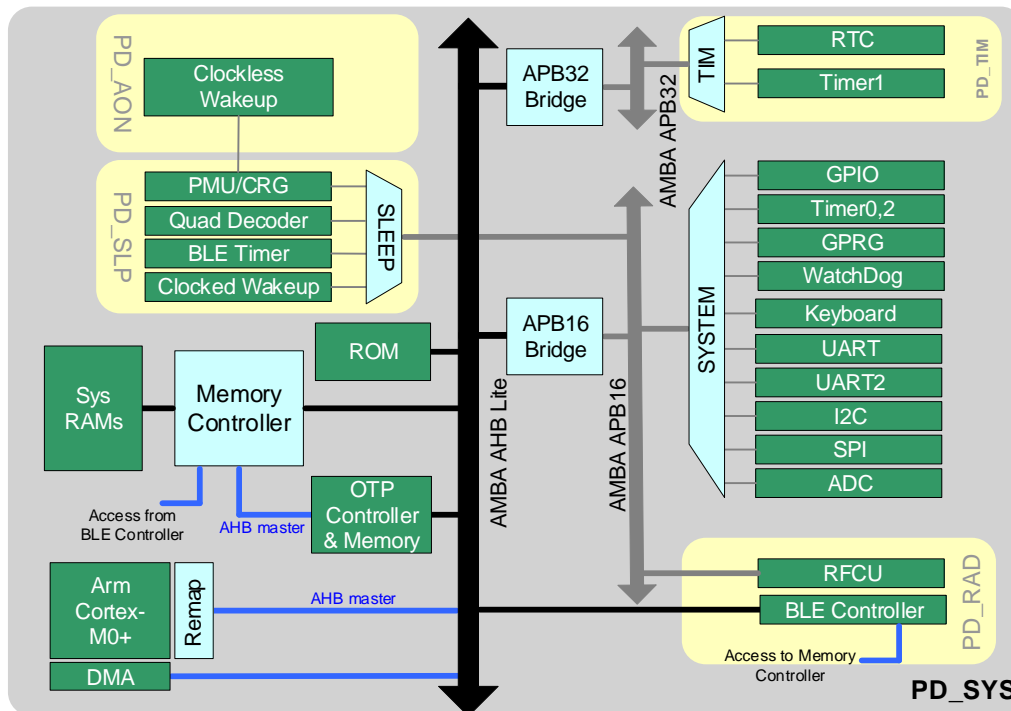 PD_AON
Clockless
Wakeup
PD_SLP
PMU/CRG
Quad Decoder
BLE Timer
Clocked Wakeup
SLEEP
APB32
Bridge
AMBA APB32
TIM
RTC
Timer1
PD_TIM
ROM
Sys
RAMs
Memory
Controller
APB16
Bridge
AMBA AHB Lite
AMBA APB16
SYSTEM
GPIO
Timer0,2
GPRG
WatchDog
Keyboard
UART
UART2
I2C
SPI
ADC
Access from
BLE Controller
AHB master
OTP
Controller
& Memory
Arm
Cortex-
M0+
Remap
AHB master
DMA
RFCU
BLE Controller
PD_RAD
Access to Memory
Controller
PD_SYS